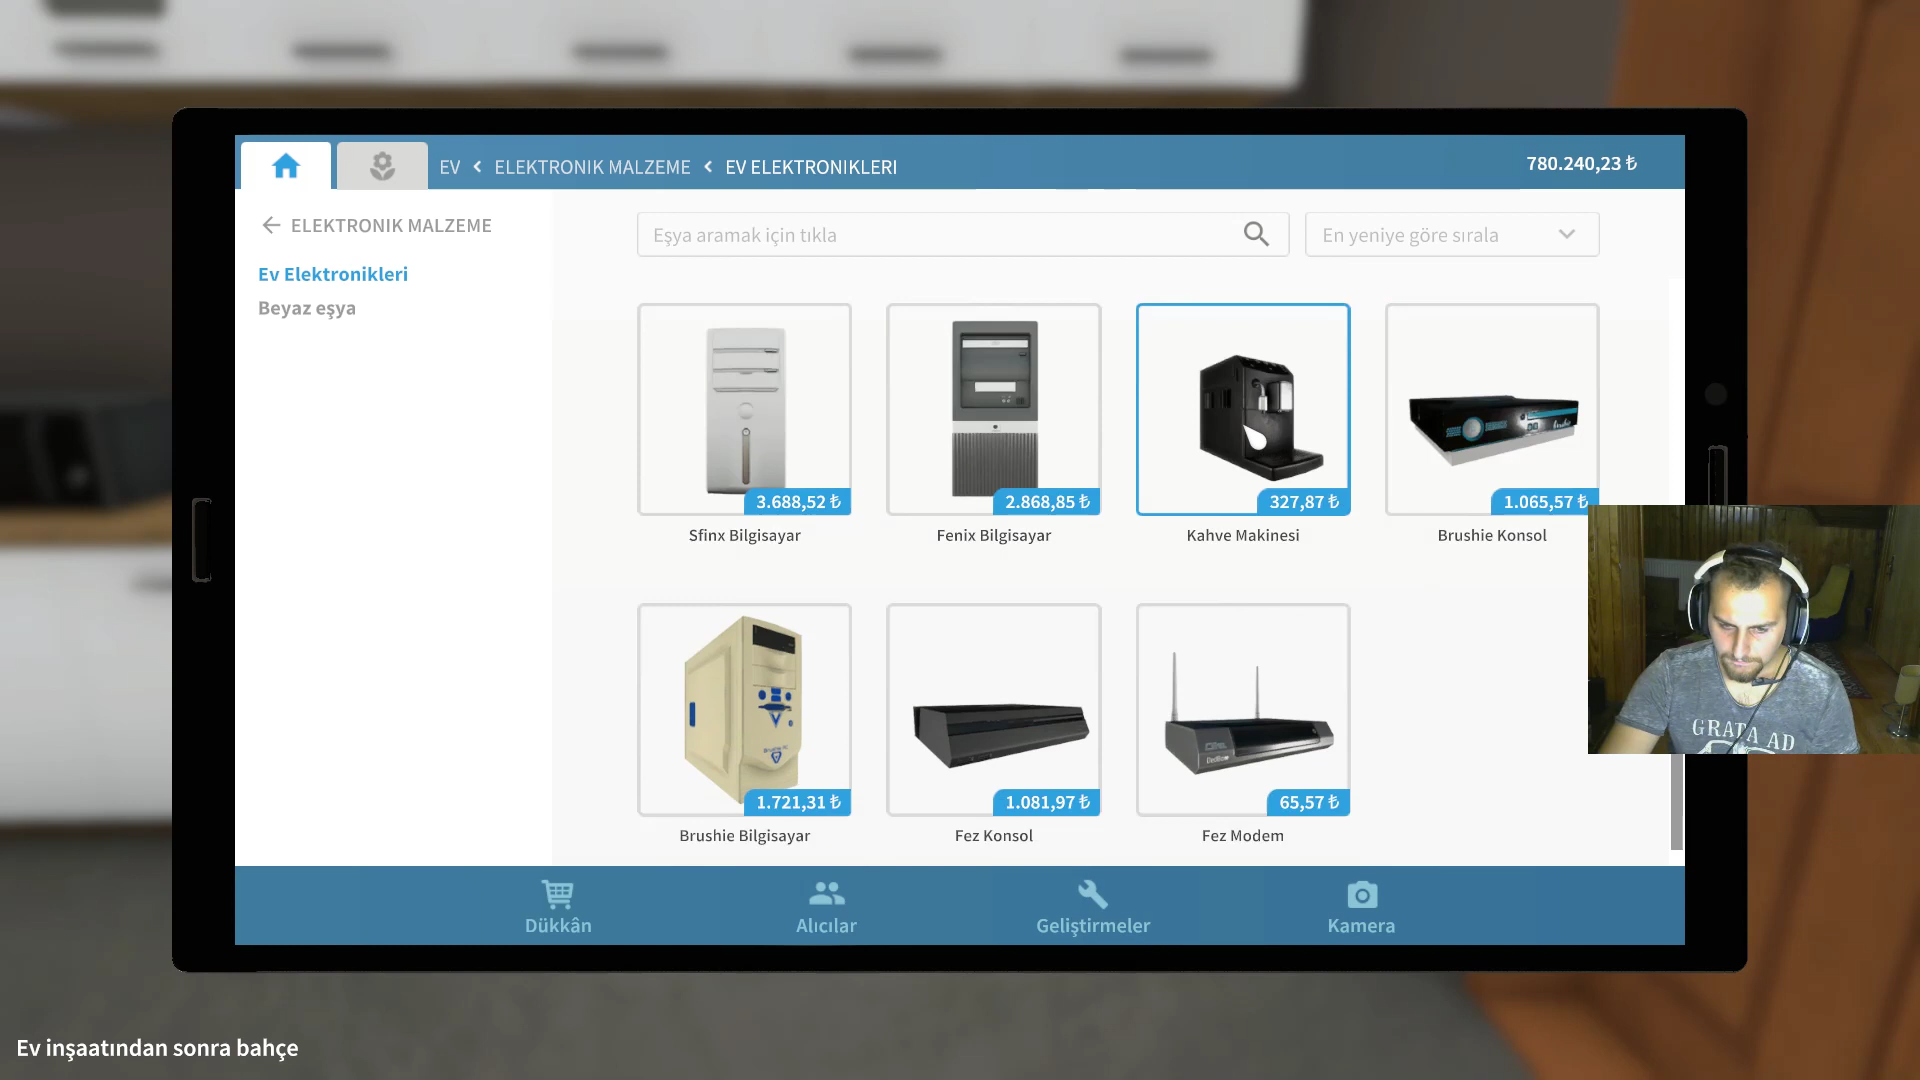 EV < ELEKTRONIK MALZEME < EV ELEKTRONIKLERI
780.240,23 ₺
ELEKTRONIK MALZEME
Ev Elektronikleri
Beyaz eşya
Eşya aramak için tıkla
En yeniye göre sırala
3.688,52 ₺
2.868,85 ₺
327,87 ₺
1.065,57 ₺
Sfinx Bilgisayar
Fenix Bilgisayar
Kahve Makinesi
Brushie Konsol
1.721,31 ₺
1.081,97 ₺
65,57 ₺
Brushie Bilgisayar
Fez Konsol
Fez Modem
GRATA AD
Dükkân
Alıcılar
Geliştirmeler
Kamera
Ev inşaatından sonra bahçe